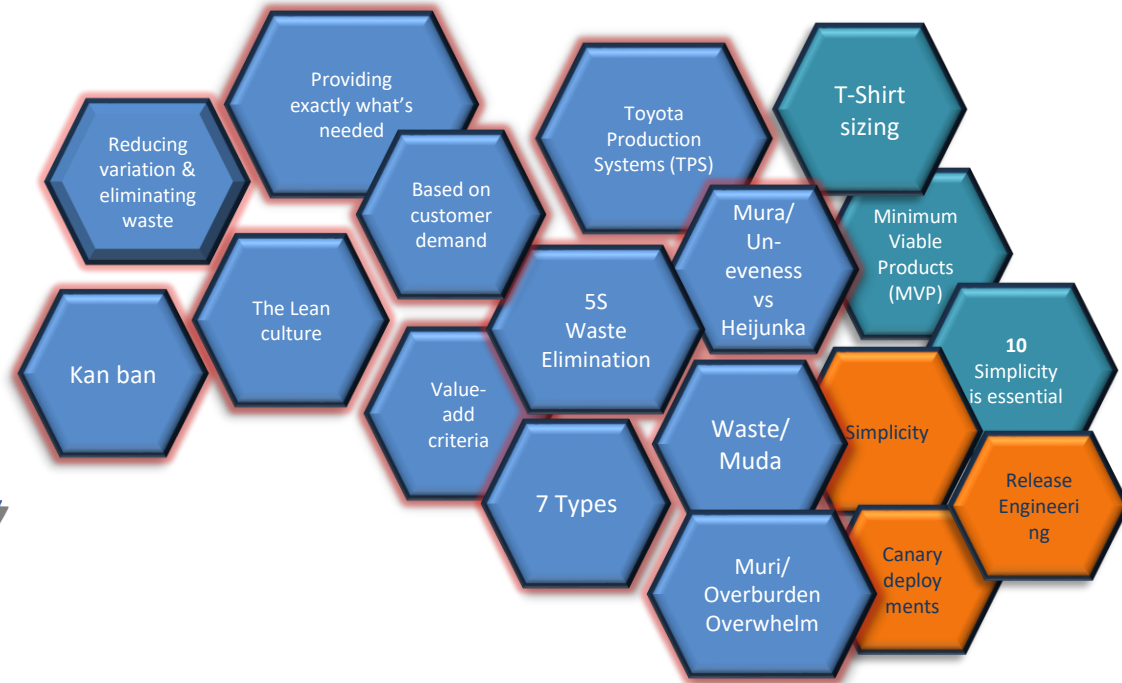 Providing
exactly what's
needed
Reducing
variation &
eliminating
waste
Based on
customer
demand
Toyota
Production
Systems (TPS)
T-Shirt
sizing
Mura/
Un-
eveness
vs
Heijunka
Minimum
Viable
Products
(MVP)
The Lean
culture
5S
Waste
Elimination
10
Simplicity
is essential
Kan ban
Value-
add
criteria
Waste/
Muda
Simplicity
7 Types
Release
Engineeri
ng
Muri/
Overburden
Overwhelm
Canary
deploy
ments